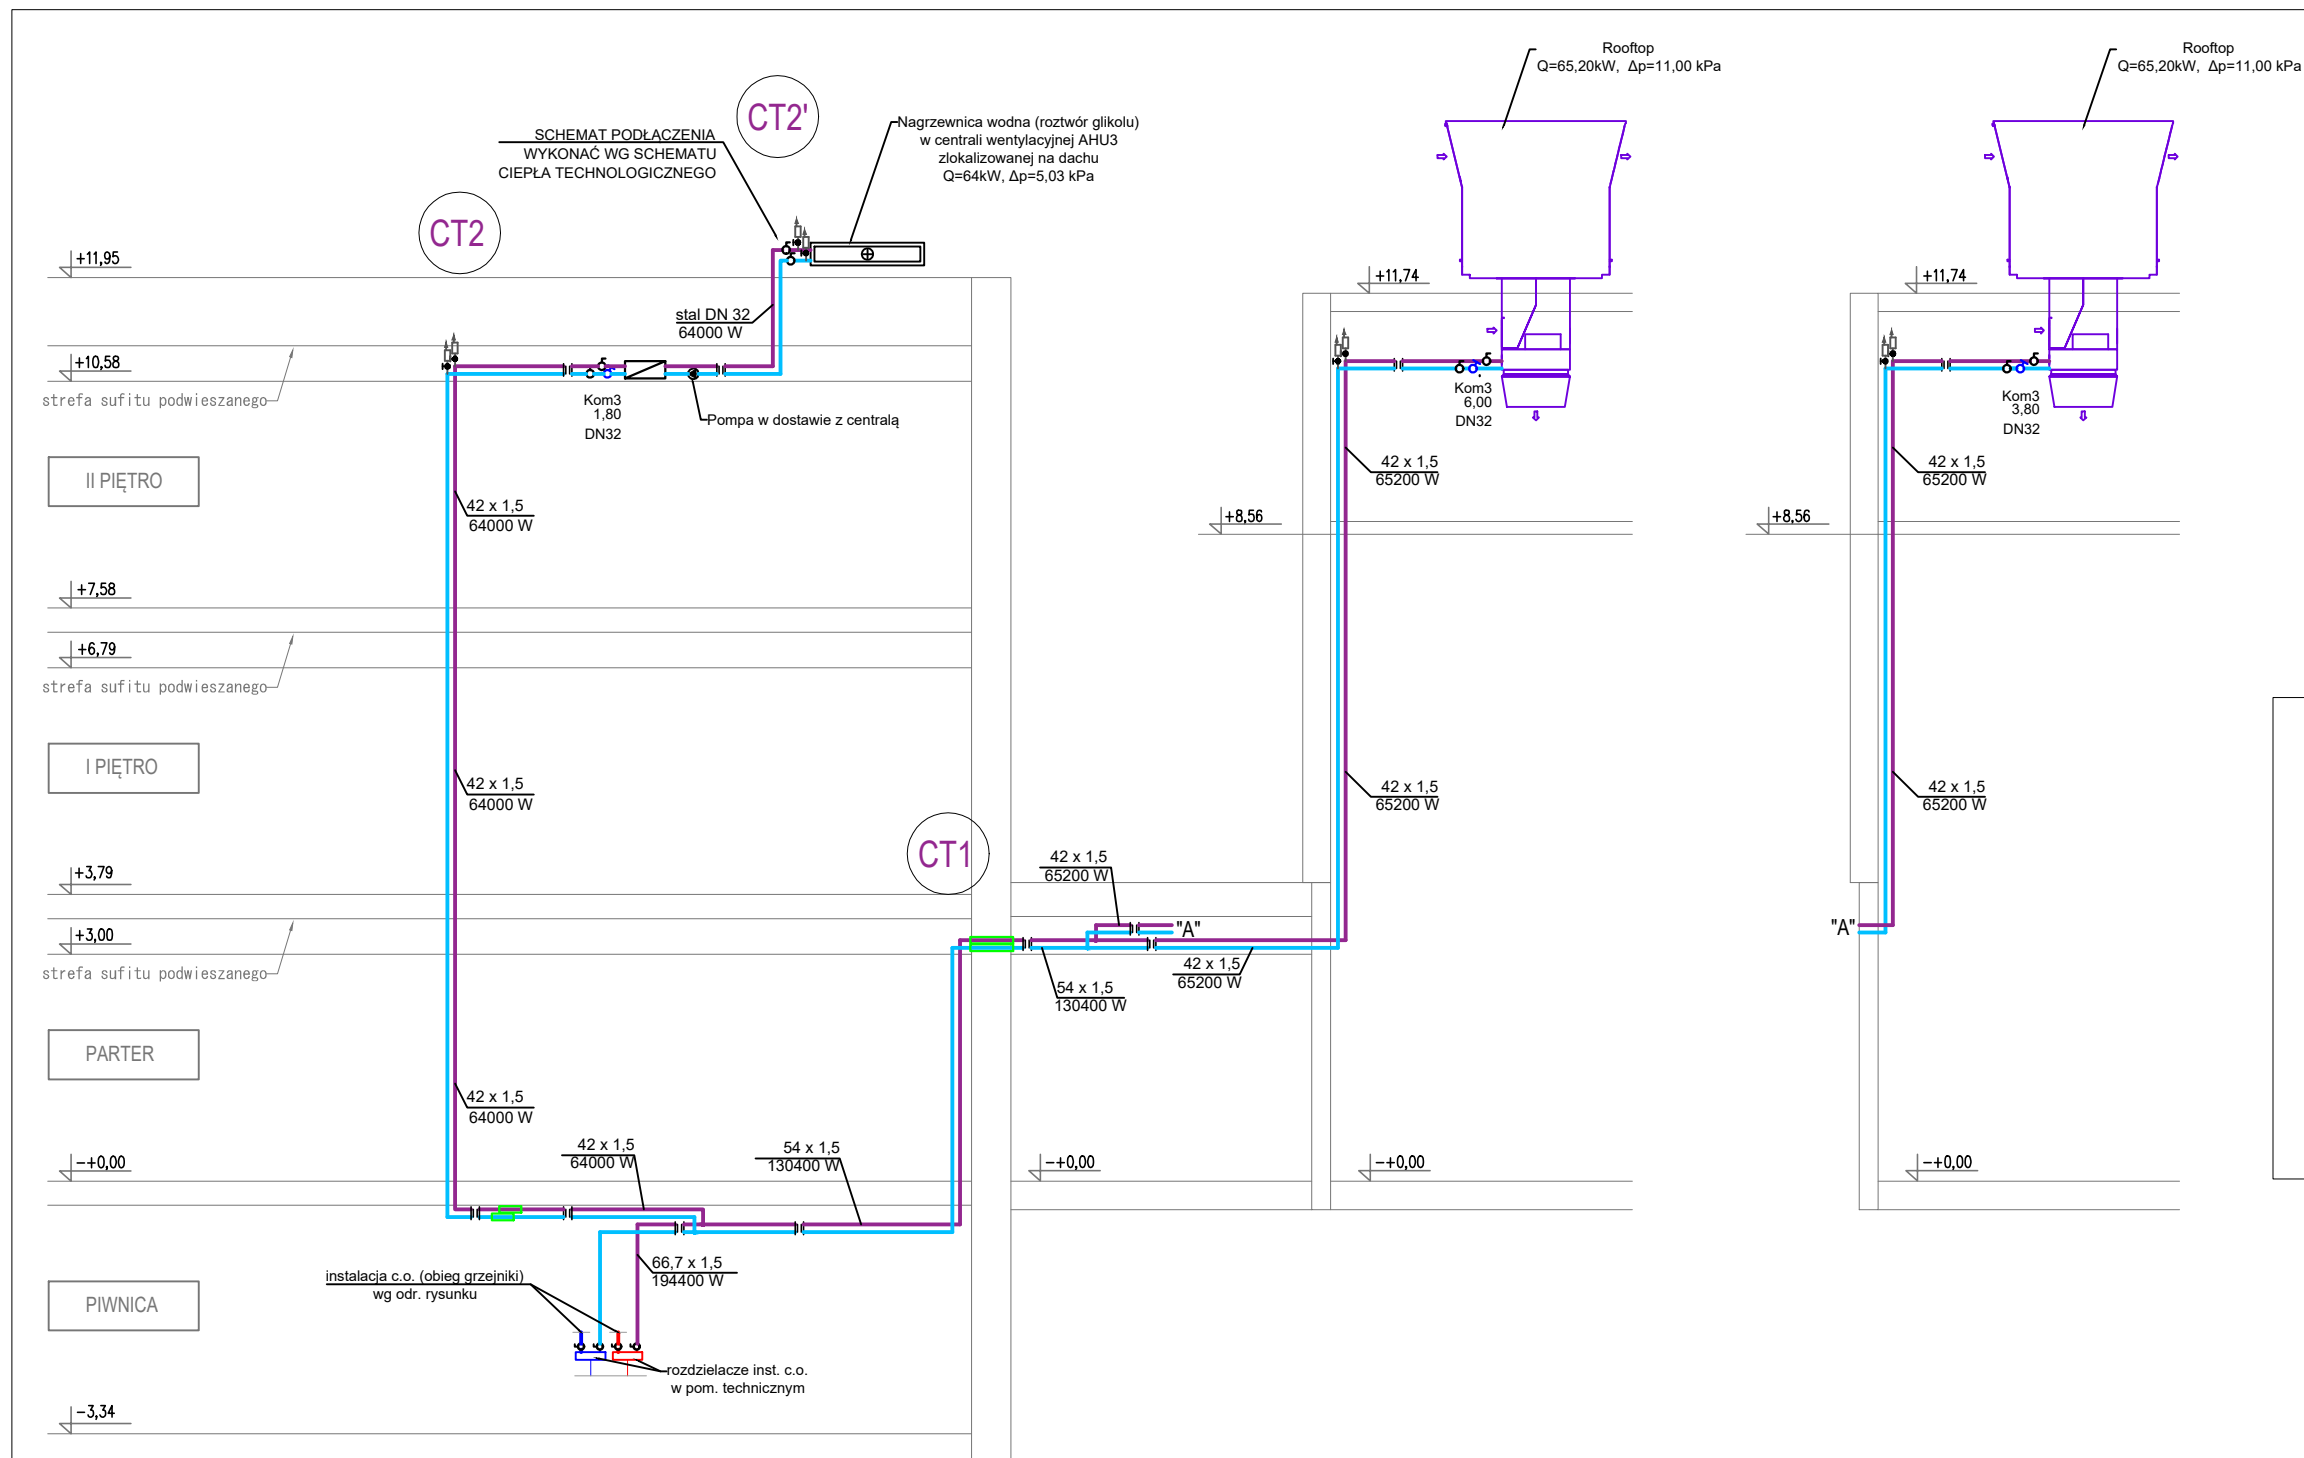 Rooftop
Q=65,20kW, Δp=11,00 kPa
Rooftop
Q=65,20kW, Δp=11,00 kPa
CT2'
SCHEMAT PODŁĄCZENIA
WYKONAĆ WG SCHEMATU
CIEPŁA TECHNOLOGICZNEGO
Nagrzewnica wodna (roztwór glikolu)
w centrali wentylacyjnej AHU3
zlokalizowanej na dachu
Q=64kW, Δp=5,03 kPa
CT2
+11,95
+11,74
+11,74
stal DN 32
64000 W
+10,58
strefa sufitu podwieszanego
Kom3
1,80
DN32
Pompa w dostawie z centralą
Kom3
6,00
DN32
Kom3
3,80
DN32
42 x 1,5
65200 W
42 x 1,5
65200 W
II PIĘTRO
42 x 1,5
64000 W
+8,56
+8,56
+7,58
+6,79
strefa sufitu podwieszanego
I PIĘTRO
42 x 1,5
64000 W
42 x 1,5
65200 W
42 x 1,5
65200 W
CT1
+3,79
42 x 1,5
65200 W
"A"
"A"
+3,00
strefa sufitu podwieszanego
42 x 1,5
65200 W
54 x 1,5
130400 W
PARTER
42 x 1,5
64000 W
42 x 1,5
64000 W
54 x 1,5
130400 W
-+0,00
-+0,00
-+0,00
-+0,00
66,7 x 1,5
194400 W
instalacja c.o. (obieg grzejniki)
wg odr. rysunku
PIWNICA
rozdzielacze inst. c.o.
w pom. technicznym
-3,34